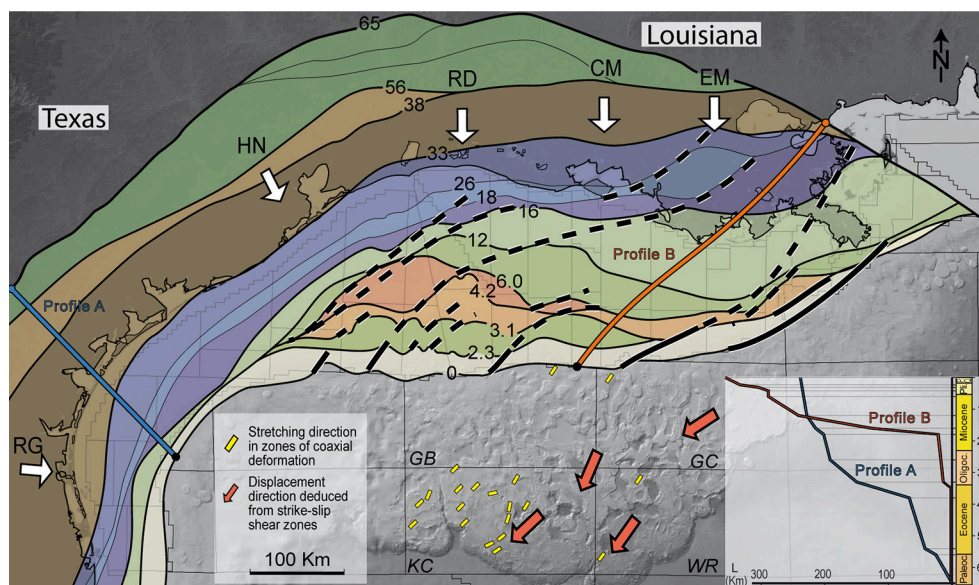 65
Louisiana
N
56
38
RD
CM
EM
Texas
HN
33
26
18
16
12
Profile B
6.0
4.2
3.1
2.3
0
Profile A
RG
Stretching direction
in zones of coaxial
deformation
Displacement
direction deduced
from strike-slip
shear zones
100 Km
GB
GC
KC
WR
Profile B
Profile A
L
(Km)
300
200
100
0
Miocene
Oligoc.
Eocene
Paleoc.